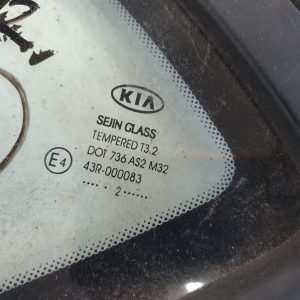 KIA
SEJIN GLASS
TEMPERED T3.2
DOT 736 AS2 M32
E4 43R-000083
..... 2 ......